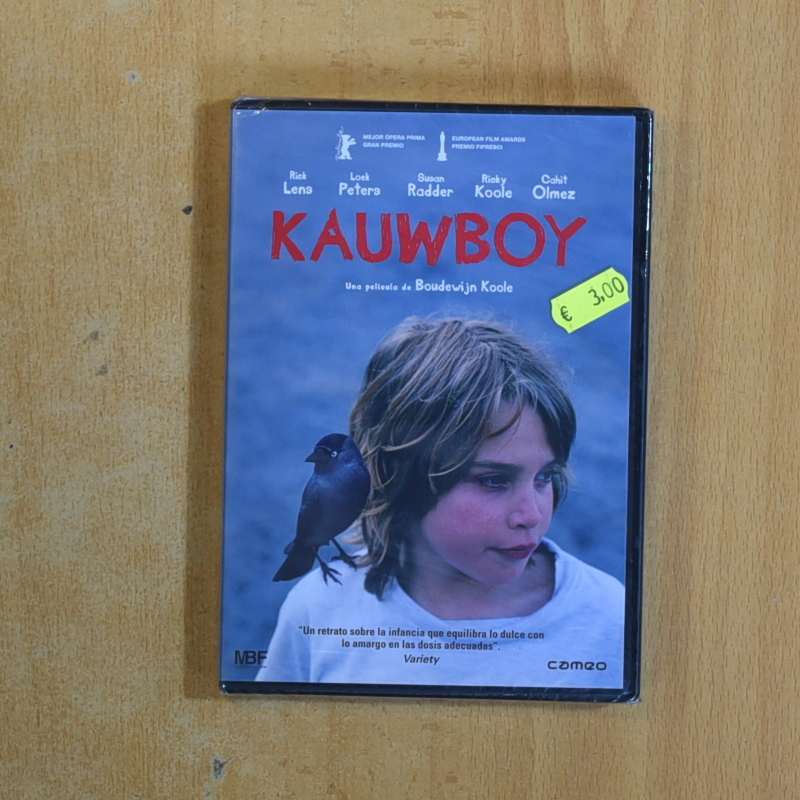 MEJOR ÓPERA PRIMA
GRAN PREMIO
EUROPEAN FILM AWARDS
PREMIO FIPRESCI
Rick Lens
Loek Peters
Susan Radder
Ricky Koole
Cahit Olmez
KAUWBOY
Una película de Boudewijn Koole
€ 3,00
"Un retrato sobre la infancia que equilibra lo dulce con
lo amargo en las dosis adecuadas".
Variety
MBF
cameo